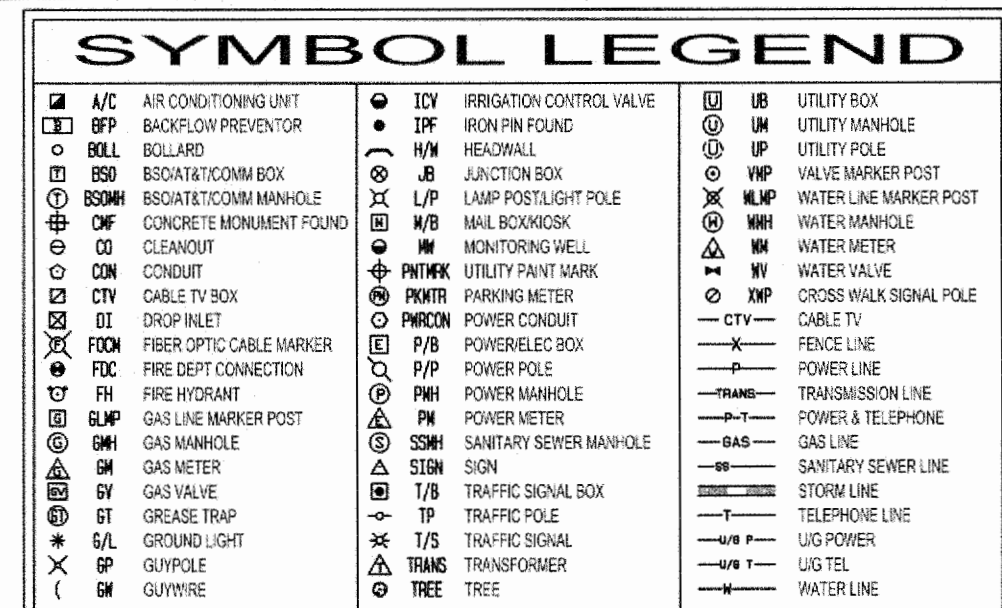 SYMBOL LEGEND
A/C AIR CONDITIONING UNIT
B BFP BACKFLOW PREVENTOR
BOLL BOLLARD
T BSO BSO/AT&T/COMM BOX
T BSOMH BSO/AT&T/COMM MANHOLE
CMF CONCRETE MONUMENT FOUND
CO CLEANOUT
CON CONDUIT
CTV CABLE TV BOX
DI DROP INLET
F FOCM FIBER OPTIC CABLE MARKER
FDC FIRE DEPT CONNECTION
FH FIRE HYDRANT
G GLMP GAS LINE MARKER POST
G GMH GAS MANHOLE
G GM GAS METER
GV GV GAS VALVE
GT GT GREASE TRAP
G/L GROUND LIGHT
GP GUYPOLE
GW GUYWIRE
ICV IRRIGATION CONTROL VALVE
IPF IRON PIN FOUND
H/W HEADWALL
JB JUNCTION BOX
L/P LAMP POST/LIGHT POLE
M M/B MAIL BOX/KIOSK
MW MONITORING WELL
PNTMRK UTILITY PAINT MARK
PM PKMTR PARKING METER
PWRCON POWER CONDUIT
E P/B POWER/ELEC BOX
P/P POWER POLE
P PMH POWER MANHOLE
E PM POWER METER
S SSMH SANITARY SEWER MANHOLE
SIGN SIGN
T/B TRAFFIC SIGNAL BOX
TP TRAFFIC POLE
T/S TRAFFIC SIGNAL
T TRANS TRANSFORMER
TREE TREE
U UB UTILITY BOX
U UM UTILITY MANHOLE
U UP UTILITY POLE
VMP VALVE MARKER POST
WLMP WATER LINE MARKER POST
W WMH WATER MANHOLE
W WM WATER METER
WV WATER VALVE
XWP CROSS WALK SIGNAL POLE
CTV CABLE TV
X FENCE LINE
P POWER LINE
TRANS TRANSMISSION LINE
P-T POWER & TELEPHONE
GAS GAS LINE
SS SANITARY SEWER LINE
STORM LINE
T TELEPHONE LINE
U/G P U/G POWER
U/G T U/G TEL
W WATER LINE